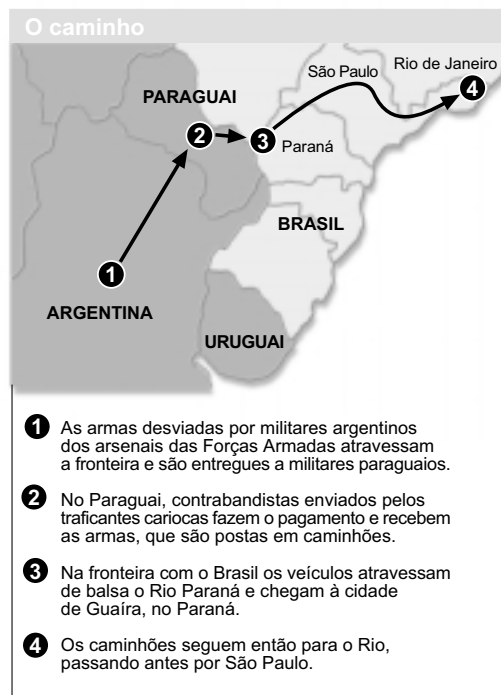 O caminho
Rio de Janeiro
São Paulo
4
PARAGUAI
2
3
Paraná
BRASIL
1
ARGENTINA
URUGUAI
1 As armas desviadas por militares argentinos
dos arsenais das Forças Armadas atravessam
a fronteira e são entregues a militares paraguaios.
2 No Paraguai, contrabandistas enviados pelos
traficantes cariocas fazem o pagamento e recebem
as armas, que são postas em caminhões.
3 Na fronteira com o Brasil os veículos atravessam
de balsa o Rio Paraná e chegam à cidade
de Guaíra, no Paraná.
4 Os caminhões seguem então para o Rio,
passando antes por São Paulo.